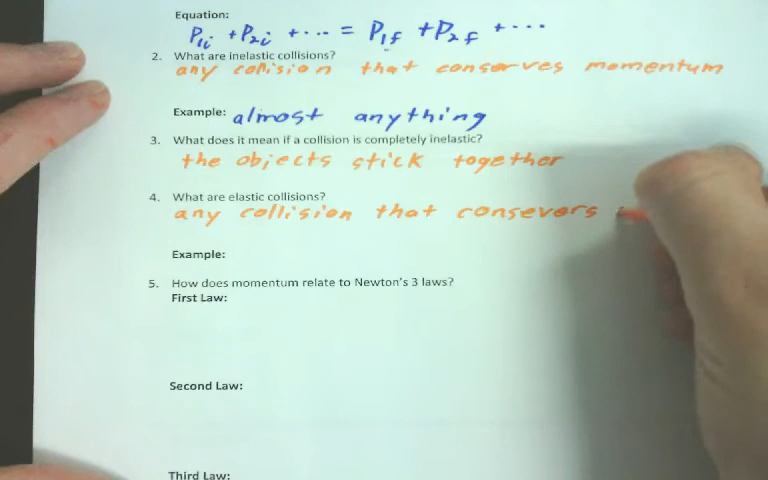 Equation:
P1i + P2i + ... = P1f + P2f + ...
2. What are inelastic collisions?
any collision that conserves momentum
Example: almost anything
3. What does it mean if a collision is completely inelastic?
the objects stick together
4. What are elastic collisions?
any collision that consevers
Example:
5. How does momentum relate to Newton's 3 laws?
First Law:
Second Law:
Third Law: